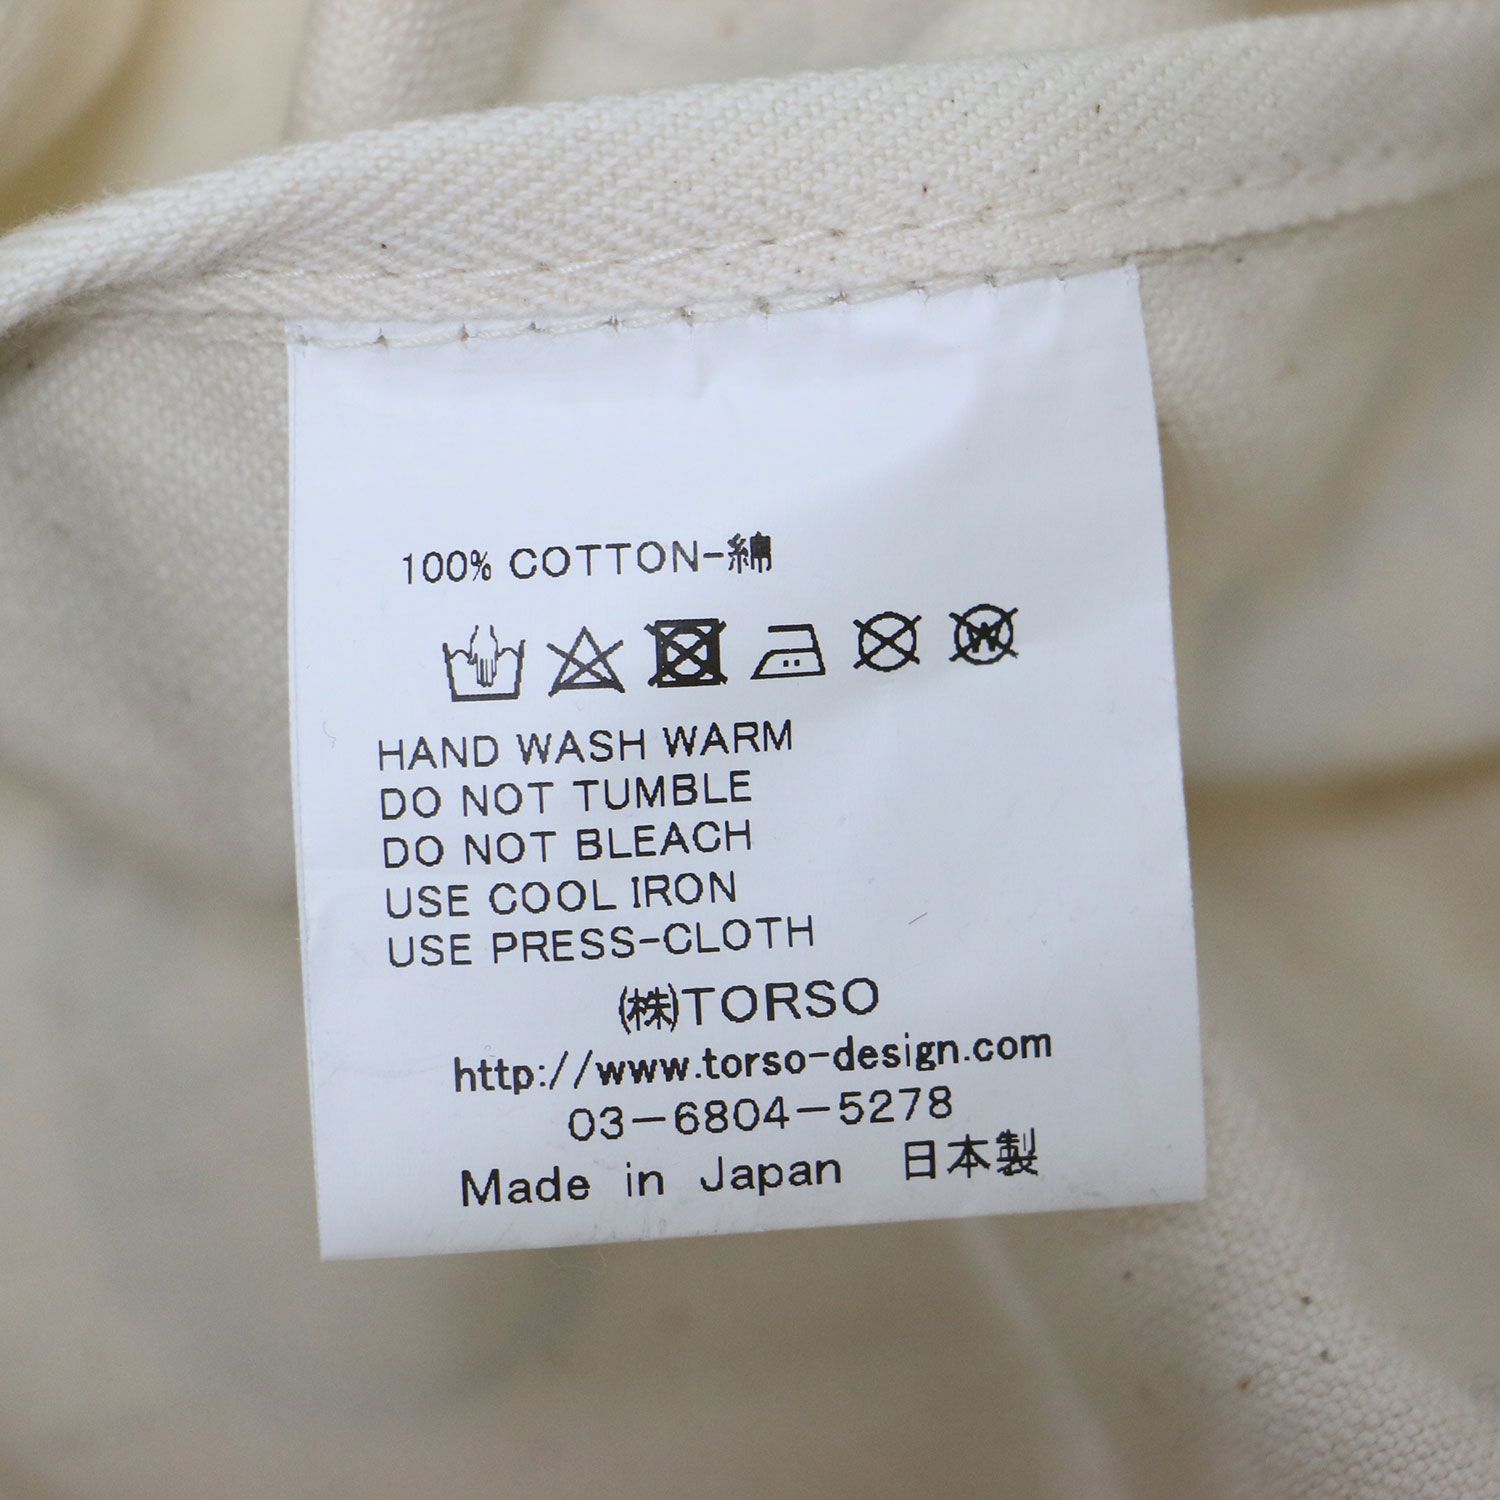 100% COTTON-綿
HAND WASH WARM
DO NOT TUMBLE
DO NOT BLEACH
USE COOL IRON
USE PRESS-CLOTH
(株)TORSO
http://www.torso-design.com
03-6804-5278
Made in Japan 日本製